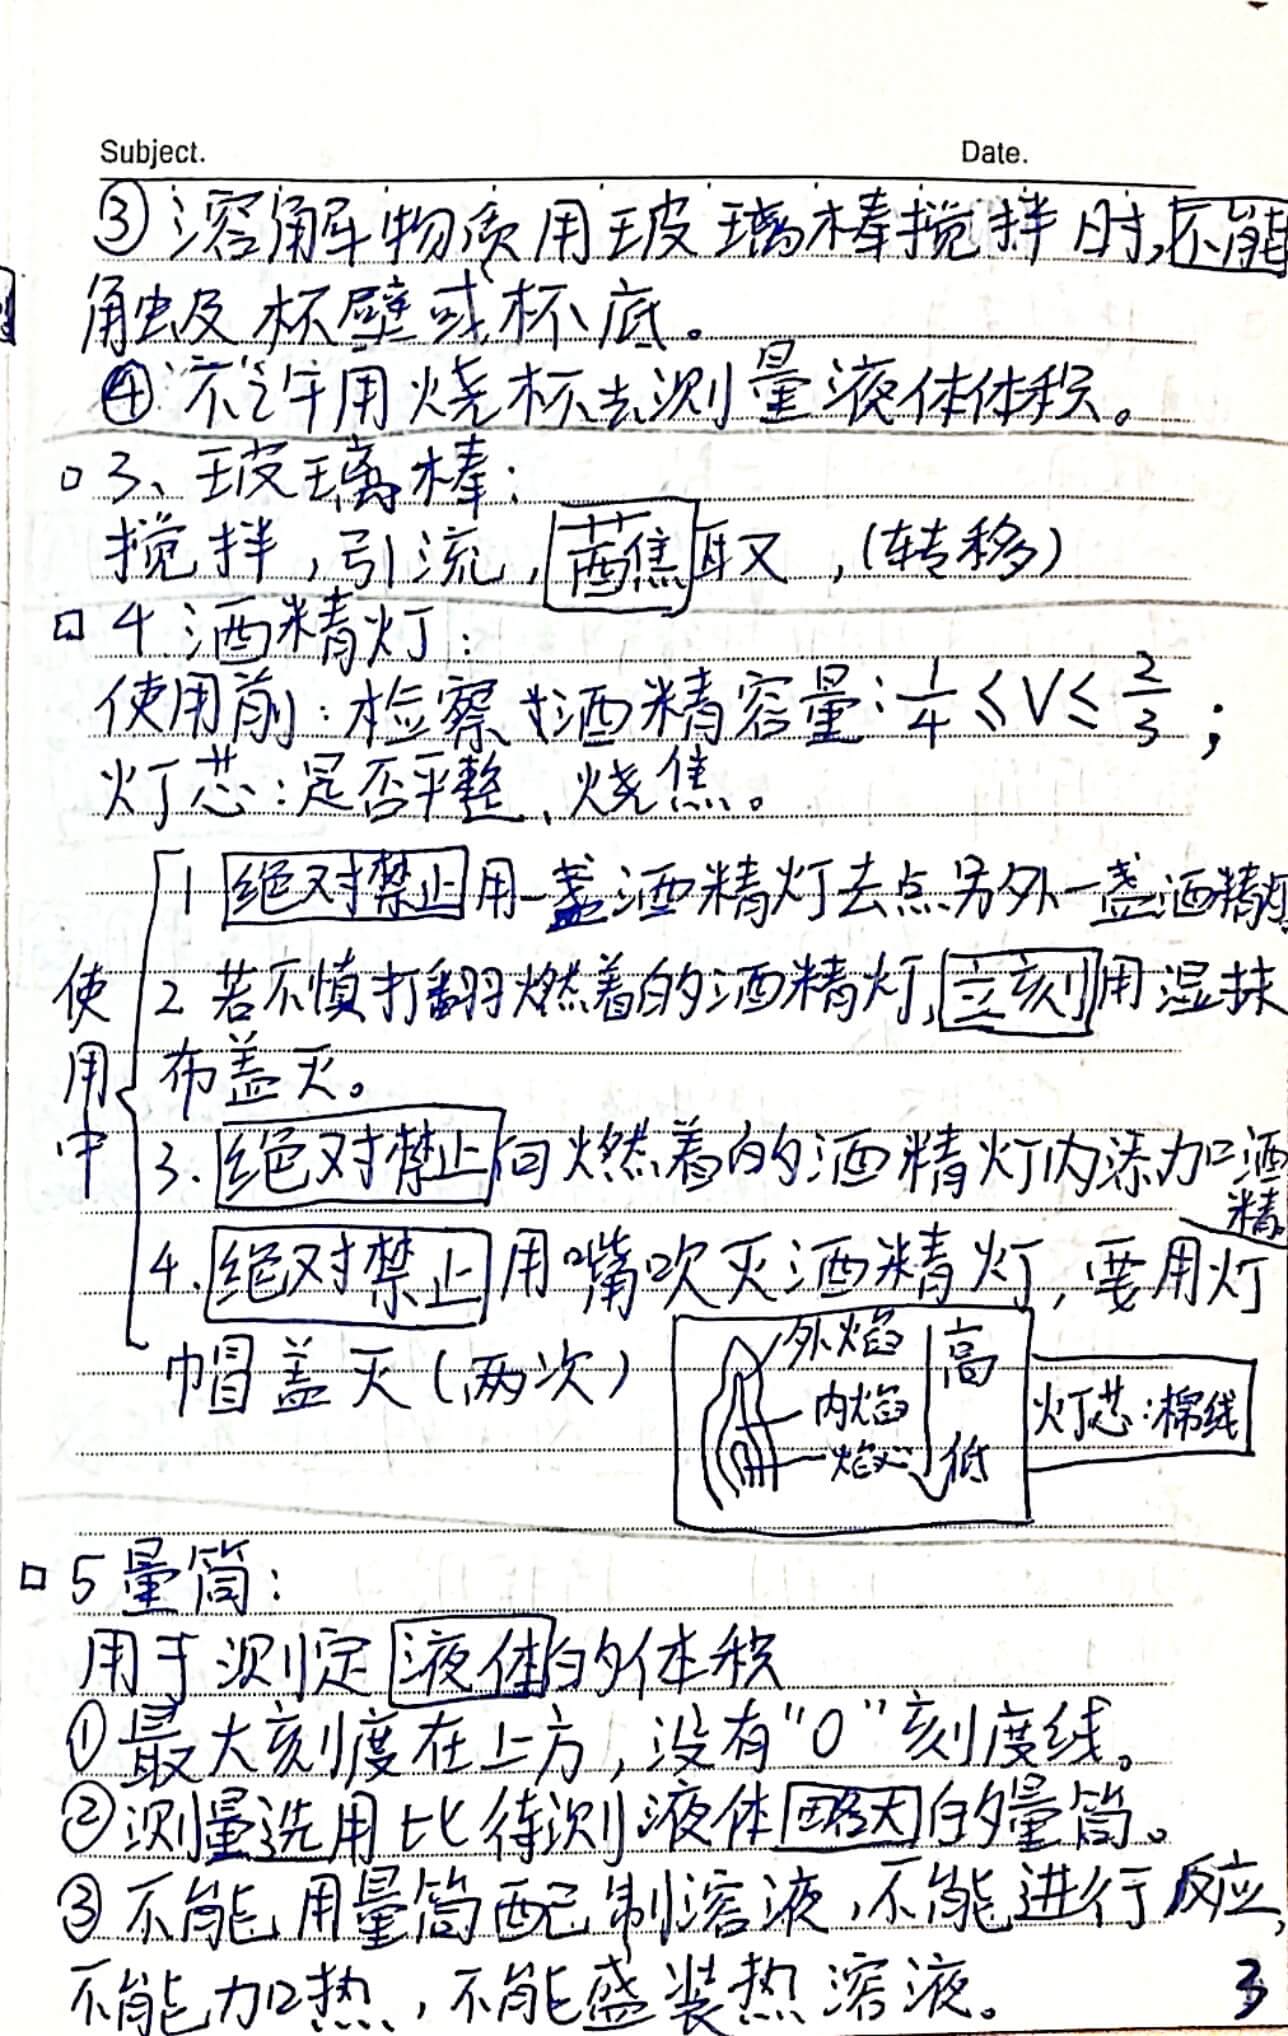 Subject. Date.
③溶解物质用玻璃棒搅拌时,不能
触及杯壁或杯底。
④不许用烧杯去测量液体体积。
3、玻璃棒:
搅拌,引流,蘸取,(转移)
4.酒精灯:
使用前:检察 酒精容量:1/4≤V≤2/3;
灯芯:是否平整、烧焦。
使用中
1 绝对禁止用一盏酒精灯去点另外一盏酒精灯
2 若不慎打翻燃着的酒精灯,立刻用湿抹
布盖灭。
3.绝对禁止向燃着的酒精灯内添加酒
精。
4.绝对禁止用嘴吹灭酒精灯,要用灯
帽盖灭(两次)
外焰 高
内焰
焰心 低
灯芯:棉线
5量筒:
用于测定液体的体积
①最大刻度在上方,没有"0"刻度线。
②测量选用比待测液体略大的量筒。
③不能用量筒配制溶液,不能进行反应,
不能加热,不能盛装热溶液。
3